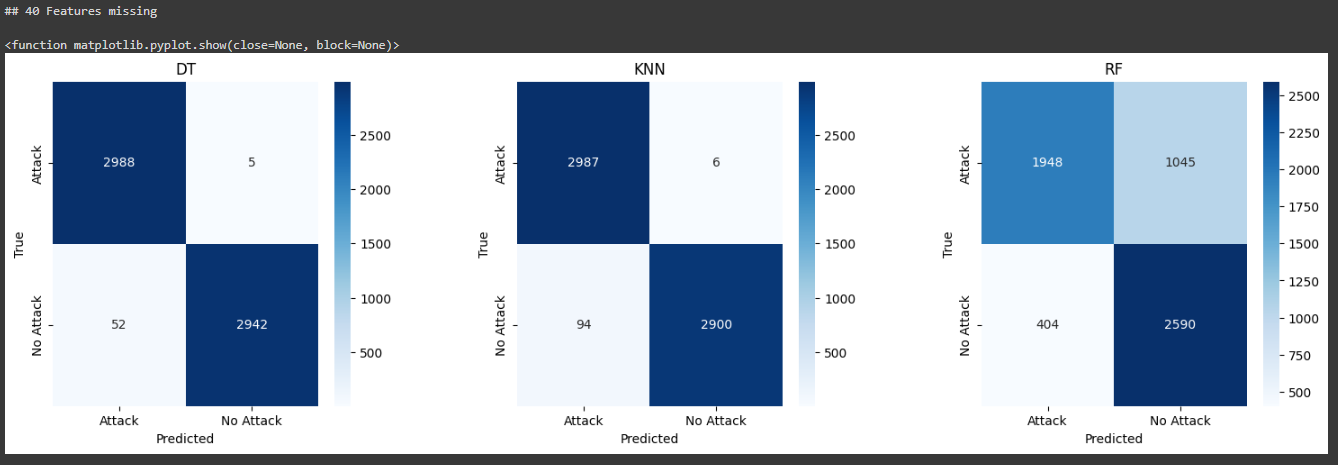 ## 40 Features missing
<function matplotlib.pyplot.show(close=None, block=None)>
DT
Attack
No Attack
True
2988
5
52
2942
Attack
No Attack
Predicted
2500
2000
1500
1000
500
KNN
Attack
No Attack
True
2987
6
94
2900
Attack
No Attack
Predicted
2500
2000
1500
1000
500
RF
Attack
No Attack
True
1948
1045
404
2590
Attack
No Attack
Predicted
2500
2250
2000
1750
1500
1250
1000
750
500